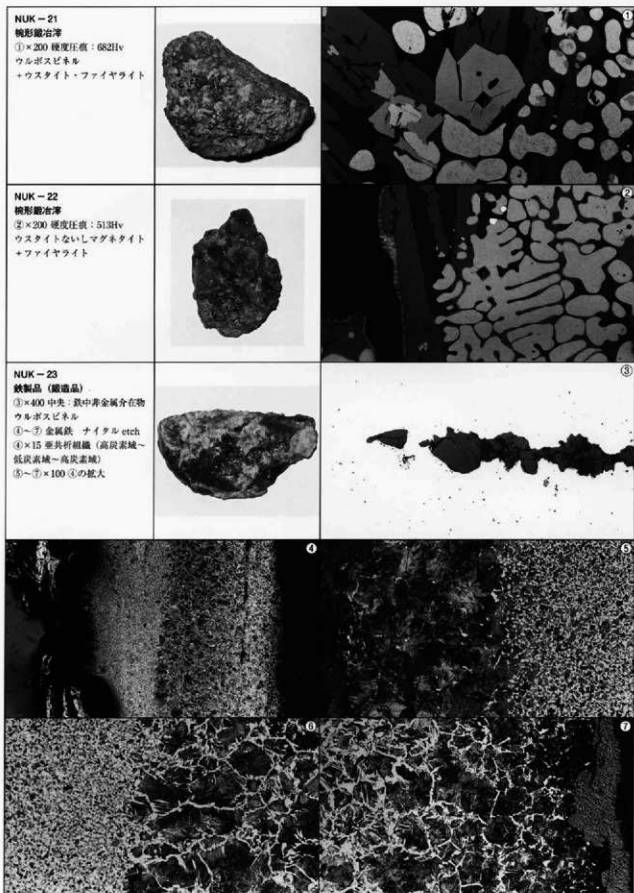 NUK-21
椀形鍛冶滓
①×200 硬度圧痕：682Hv
ウルボスピネル
+ウスタイト・ファイヤライト
①
NUK-22
椀形鍛冶滓
②×200 硬度圧痕：513Hv
ウスタイトないしマグネタイト
+ファイヤライト
②
NUK-23
鉄製品（鍛造品）
③×400 中央：鉄中非金属介在物
ウルボスピネル
④～⑦ 金属鉄 ナイタルetch
④×15 亜共析組織（高炭素域～
低炭素域～高炭素域）
⑤～⑦×100 ④の拡大
③
④
⑤
⑥
⑦